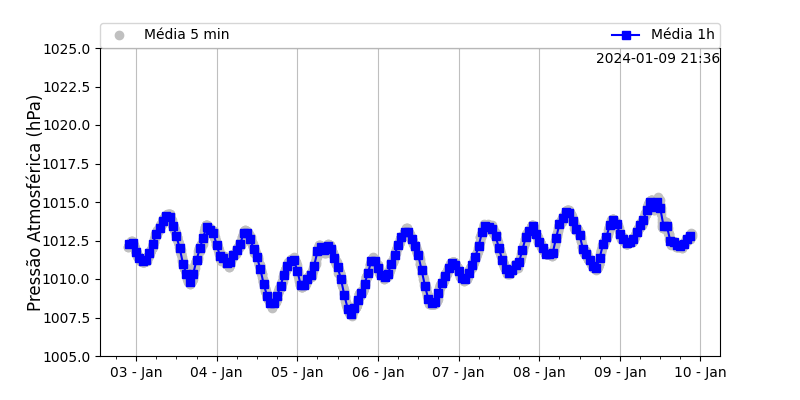 Média 5 min
Média 1h
2024-01-09 21:36
Pressão Atmosférica (hPa)
1025.0
1022.5
1020.0
1017.5
1015.0
1012.5
1010.0
1007.5
1005.0
03 - Jan
04 - Jan
05 - Jan
06 - Jan
07 - Jan
08 - Jan
09 - Jan
10 - Jan